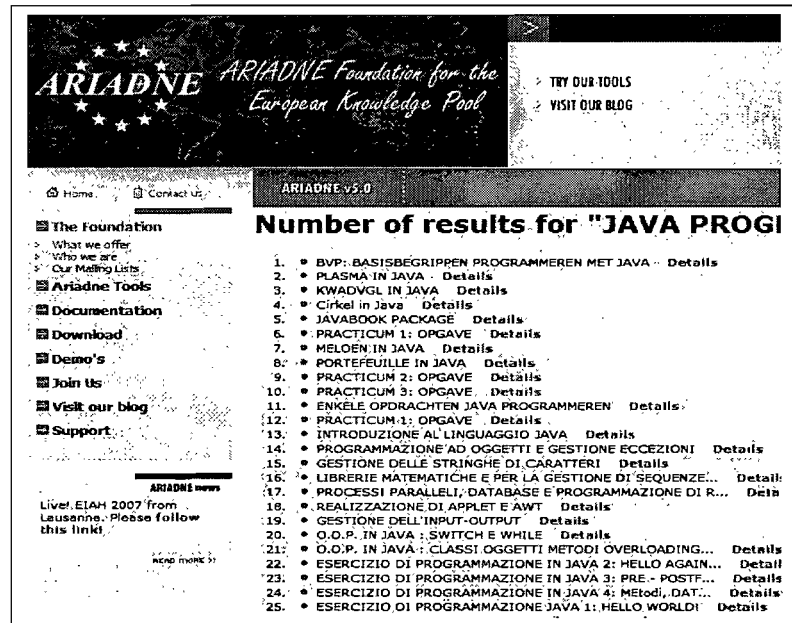 ARIADNE
ARIADNE Foundation for the
European Knowledge Pool
>
> TRY OUR TOOLS
> VISIT OUR BLOG
Home
Contact us
ARIADNE v5.0
The Foundation
> What we offer
> Who we are
> Our Mailing Lists
Ariadne Tools
Documentation
Download
Demo's
Join Us
Visit our blog
Support
ARIADNE news
Live! EIAH 2007 from
Lausanne. Please follow
this link!
READ MORE >>
Number of results for "JAVA PROGI
1. • BVP: BASISBEGRIPPEN PROGRAMMEREN MET JAVA - Details
2. • PLASMA IN JAVA - Details
3. • KWADVGL IN JAVA Details
4. • Cirkel in Java Details
5. • JAVABOOK PACKAGE Details
6. • PRACTICUM 1: OPGAVE Details
7. • MELOEN IN JAVA Details
8. • PORTEFEUILLE IN JAVA Details
9. • PRACTICUM 2: OPGAVE Details
10. • PRACTICUM 3: OPGAVE Details
11. • ENKELE OPDRACHTEN JAVA PROGRAMMEREN Details
12. • PRACTICUM 1: OPGAVE Details
13. • INTRODUZIONE AL LINGUAGGIO JAVA Details
14. • PROGRAMMAZIONE AD OGGETTI E GESTIONE ECCEZIONI Details
15. • GESTIONE DELLE STRINGHE DI CARATTERI Details
16. • LIBRERIE MATEMATICHE E PER LA GESTIONE DI SEQUENZE... Detail
17. • PROCESSI PARALLELI, DATABASE E PROGRAMMAZIONE DI R... Deta
18. • REALIZZAZIONE DI APPLET E AWT Details
19. • GESTIONE DELL'INPUT-OUTPUT Details
20. • O.O.P. IN JAVA : SWITCH E WHILE Details
21. • O.O.P. IN JAVA : CLASSI OGGETTI METODI OVERLOADING... Details
22. • ESERCIZIO DI PROGRAMMAZIONE IN JAVA 2: HELLO AGAIN... Detail
23. • ESERCIZIO DI PROGRAMMAZIONE IN JAVA 3: PRE - POSTF... Details
24. • ESERCIZIO DI PROGRAMMAZIONE IN JAVA 4: MEtodi, DAT... Details
25. • ESERCIZIO DI PROGRAMMAZIONE JAVA 1: HELLO WORLD! Details